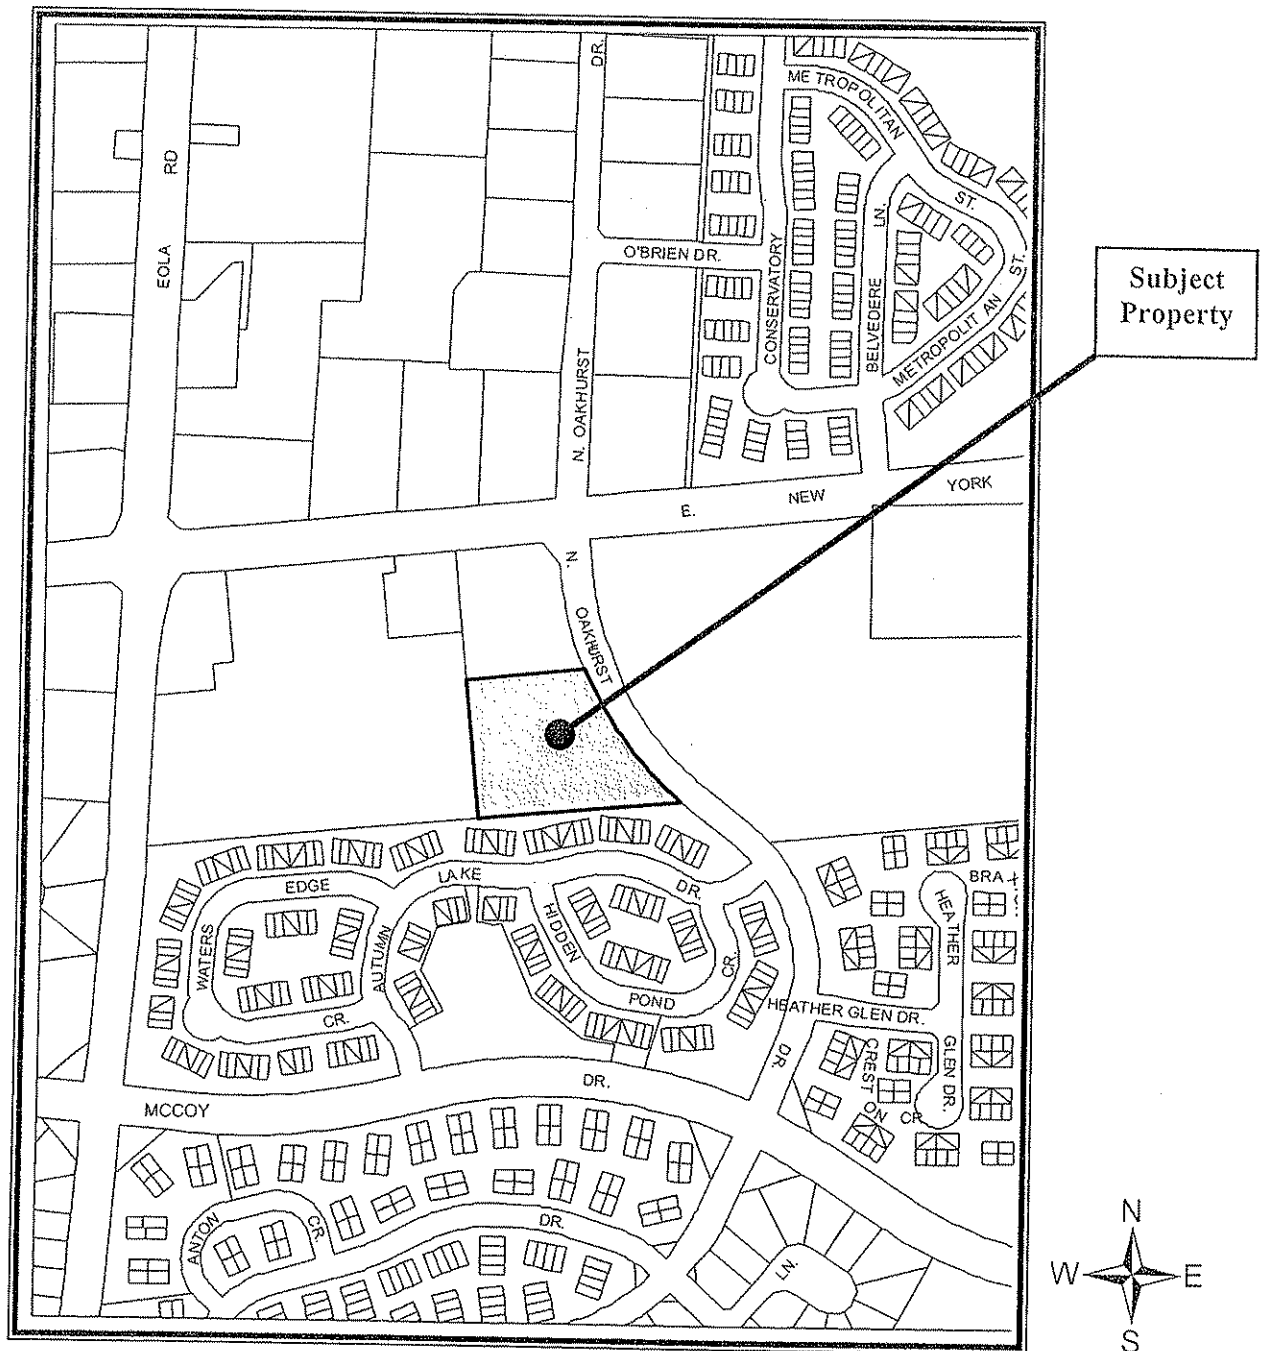 DR.
METROPOLITAN
ST.
EOLA RD
LN.
O'BRIEN DR.
CONSERVATORY
BELVEDERE
ST.
METROPOLITAN
Subject
Property
N. OAKHURST
E. NEW YORK
N. OAKHURST
EDGE
LAKE
DR.
BRAXTON
HEATHER
WATERS
AUTUMN
HIDDEN
CR.
POND
HEATHER GLEN DR.
CR.
CRESTON
CR.
GLEN DR.
DR.
DR.
MCCOY
ANTON
CR.
DR.
LN.
N
W E
S